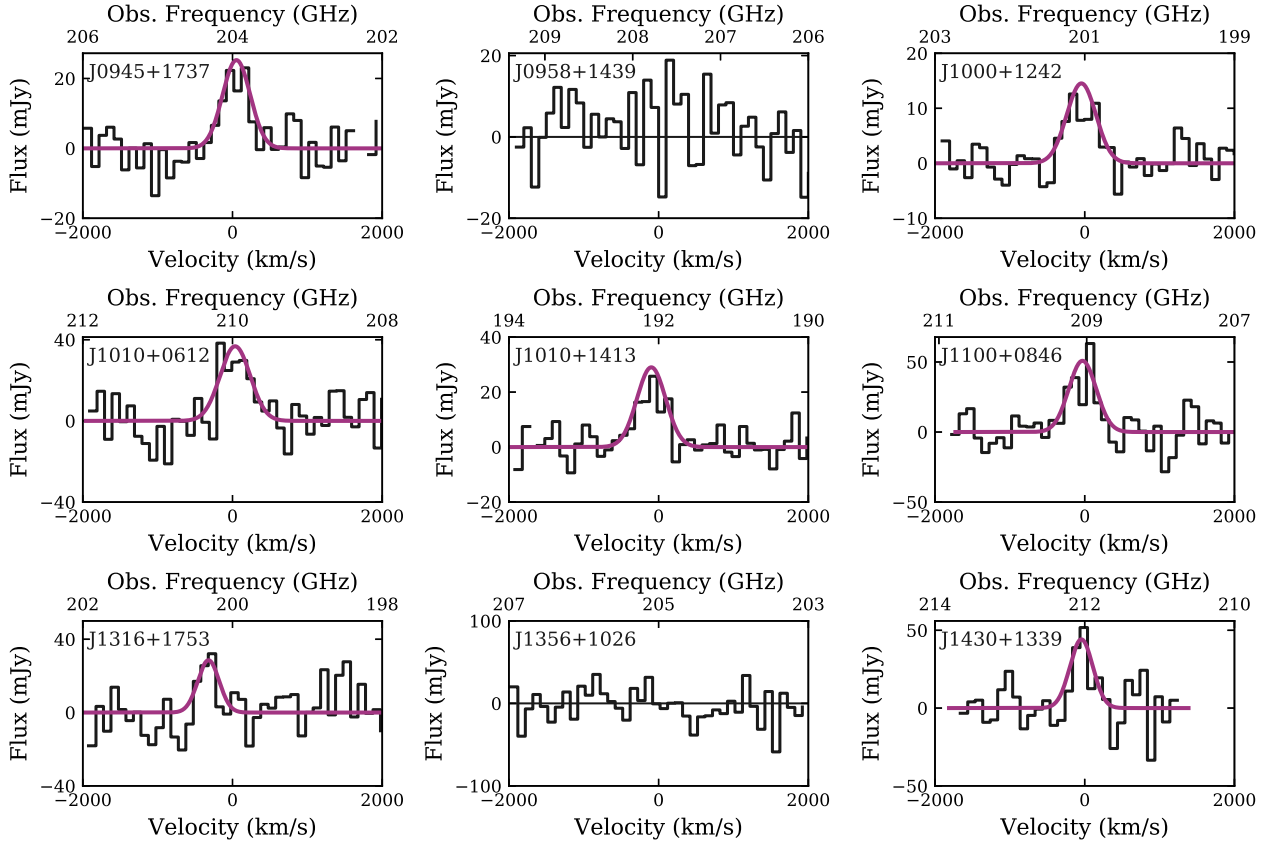 Obs. Frequency (GHz) Obs. Frequency (GHz) Obs. Frequency (GHz)
206 204 202 209 208 207 206 203 201 199
J0945+1737 J0958+1439 J1000+1242
Flux (mJy) 20 0 −20 Flux (mJy) 20 0 −20 Flux (mJy) 20 10 0 −10
−2000 0 2000 −2000 0 2000 −2000 0 2000
Velocity (km/s) Velocity (km/s) Velocity (km/s)
Obs. Frequency (GHz) Obs. Frequency (GHz) Obs. Frequency (GHz)
212 210 208 194 192 190 211 209 207
J1010+0612 J1010+1413 J1100+0846
Flux (mJy) 40 0 −40 Flux (mJy) 40 20 0 −20 Flux (mJy) 50 0 −50
−2000 0 2000 −2000 0 2000 −2000 0 2000
Velocity (km/s) Velocity (km/s) Velocity (km/s)
Obs. Frequency (GHz) Obs. Frequency (GHz) Obs. Frequency (GHz)
202 200 198 207 205 203 214 212 210
J1316+1753 J1356+1026 J1430+1339
Flux (mJy) 40 0 −40 Flux (mJy) 100 0 −100 Flux (mJy) 50 0 −50
−2000 0 2000 −2000 0 2000 −2000 0 2000
Velocity (km/s) Velocity (km/s) Velocity (km/s)